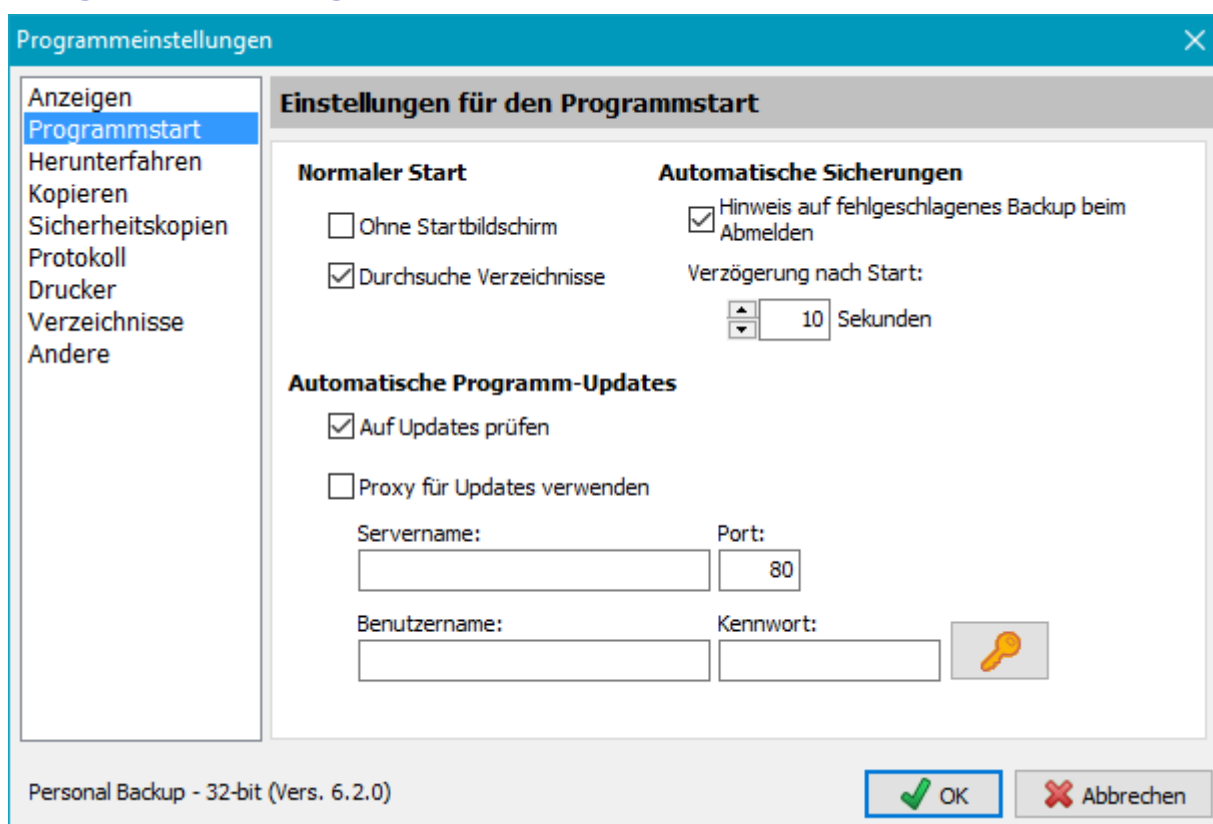 Programmeinstellungen
Anzeigen
Programmstart
Herunterfahren
Kopieren
Sicherheitskopien
Protokoll
Drucker
Verzeichnisse
Andere
Einstellungen für den Programmstart
Normaler Start
Ohne Startbildschirm
Durchsuche Verzeichnisse
Automatische Sicherungen
Hinweis auf fehlgeschlagenes Backup beim
Abmelden
Verzögerung nach Start:
10 Sekunden
Automatische Programm-Updates
Auf Updates prüfen
Proxy für Updates verwenden
Servername:
Port:
80
Benutzername:
Kennwort:
Personal Backup - 32-bit (Vers. 6.2.0)
OK
Abbrechen